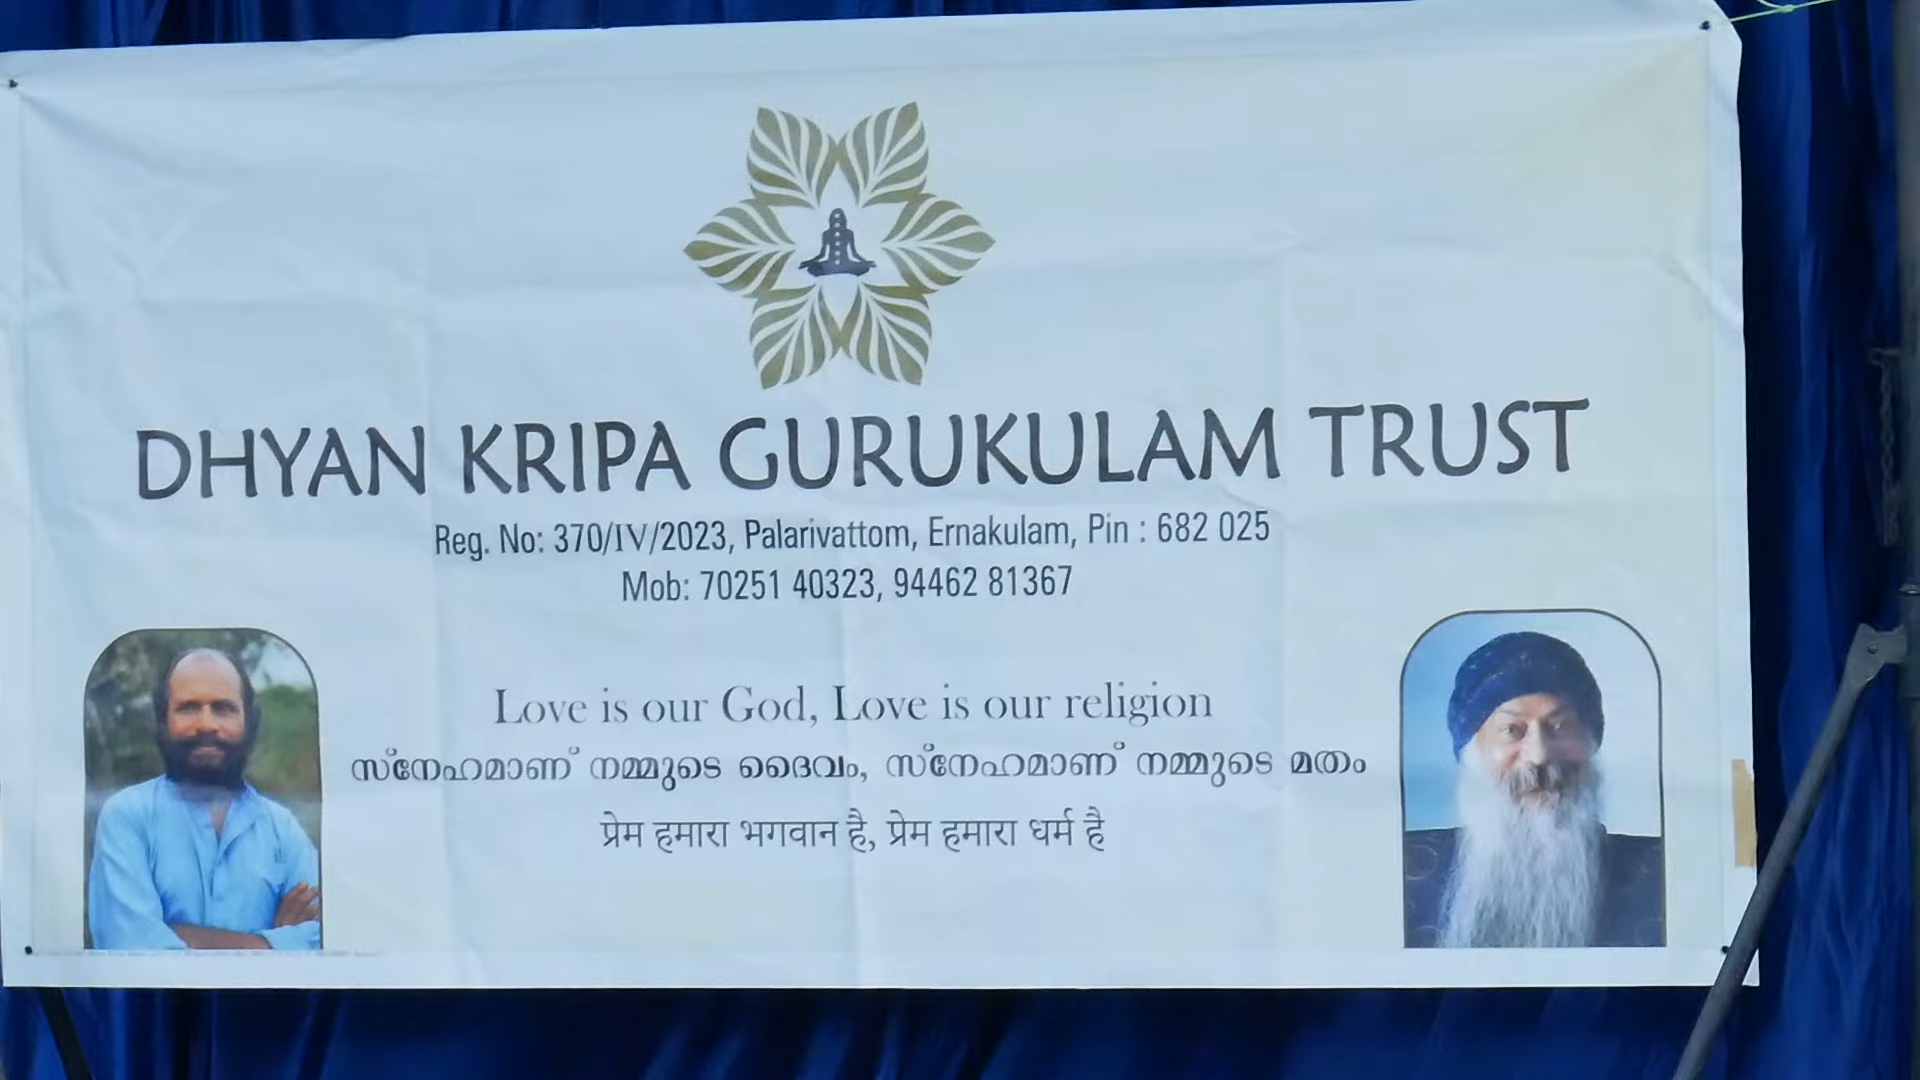 DHYAN KRIPA GURUKULAM TRUST
Reg. No: 370/IV/2023, Palarivattom, Ernakulam, Pin : 682 025
Mob: 70251 40323, 94462 81367
Love is our God, Love is our religion
സ്നേഹമാണ് നമ്മുടെ ദൈവം, സ്നേഹമാണ് നമ്മുടെ മതം
प्रेम हमारा भगवान है, प्रेम हमारा धर्म है